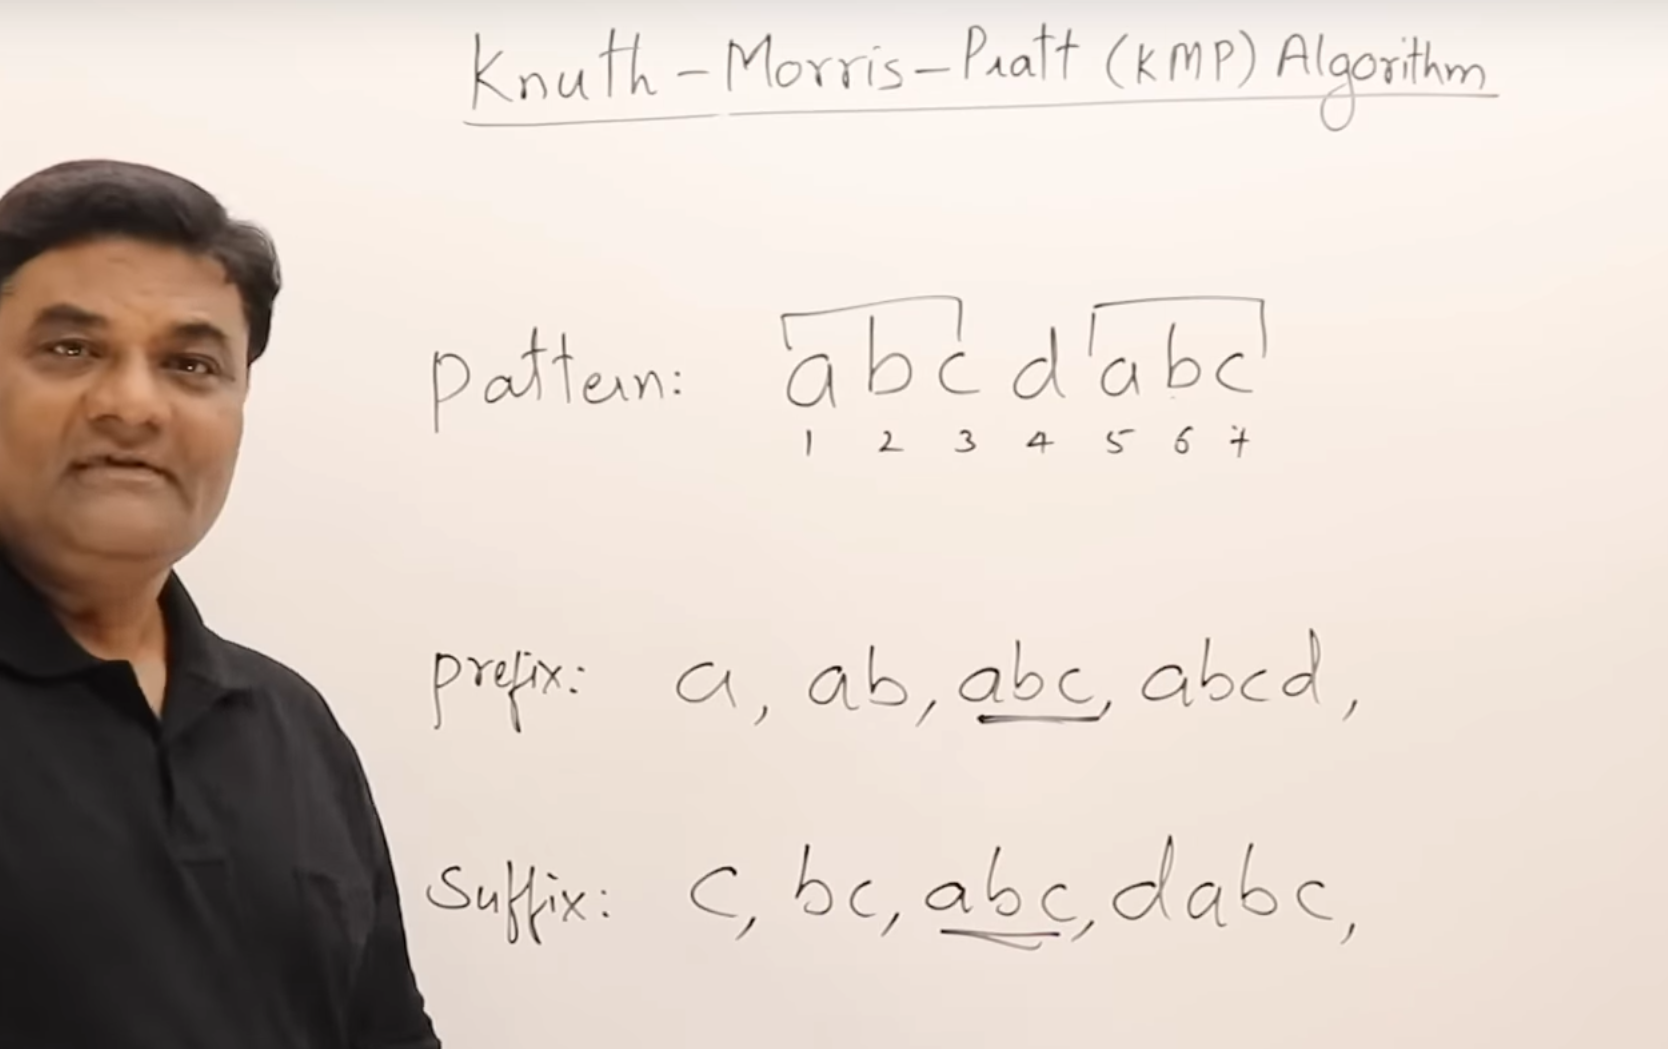 Knuth-Morris-Pratt (KMP) Algorithm
Pattern: a b c d a b c
1 2 3 4 5 6 7
prefix: a, ab, abc, abcd,
suffix: c, bc, abc, dabc,